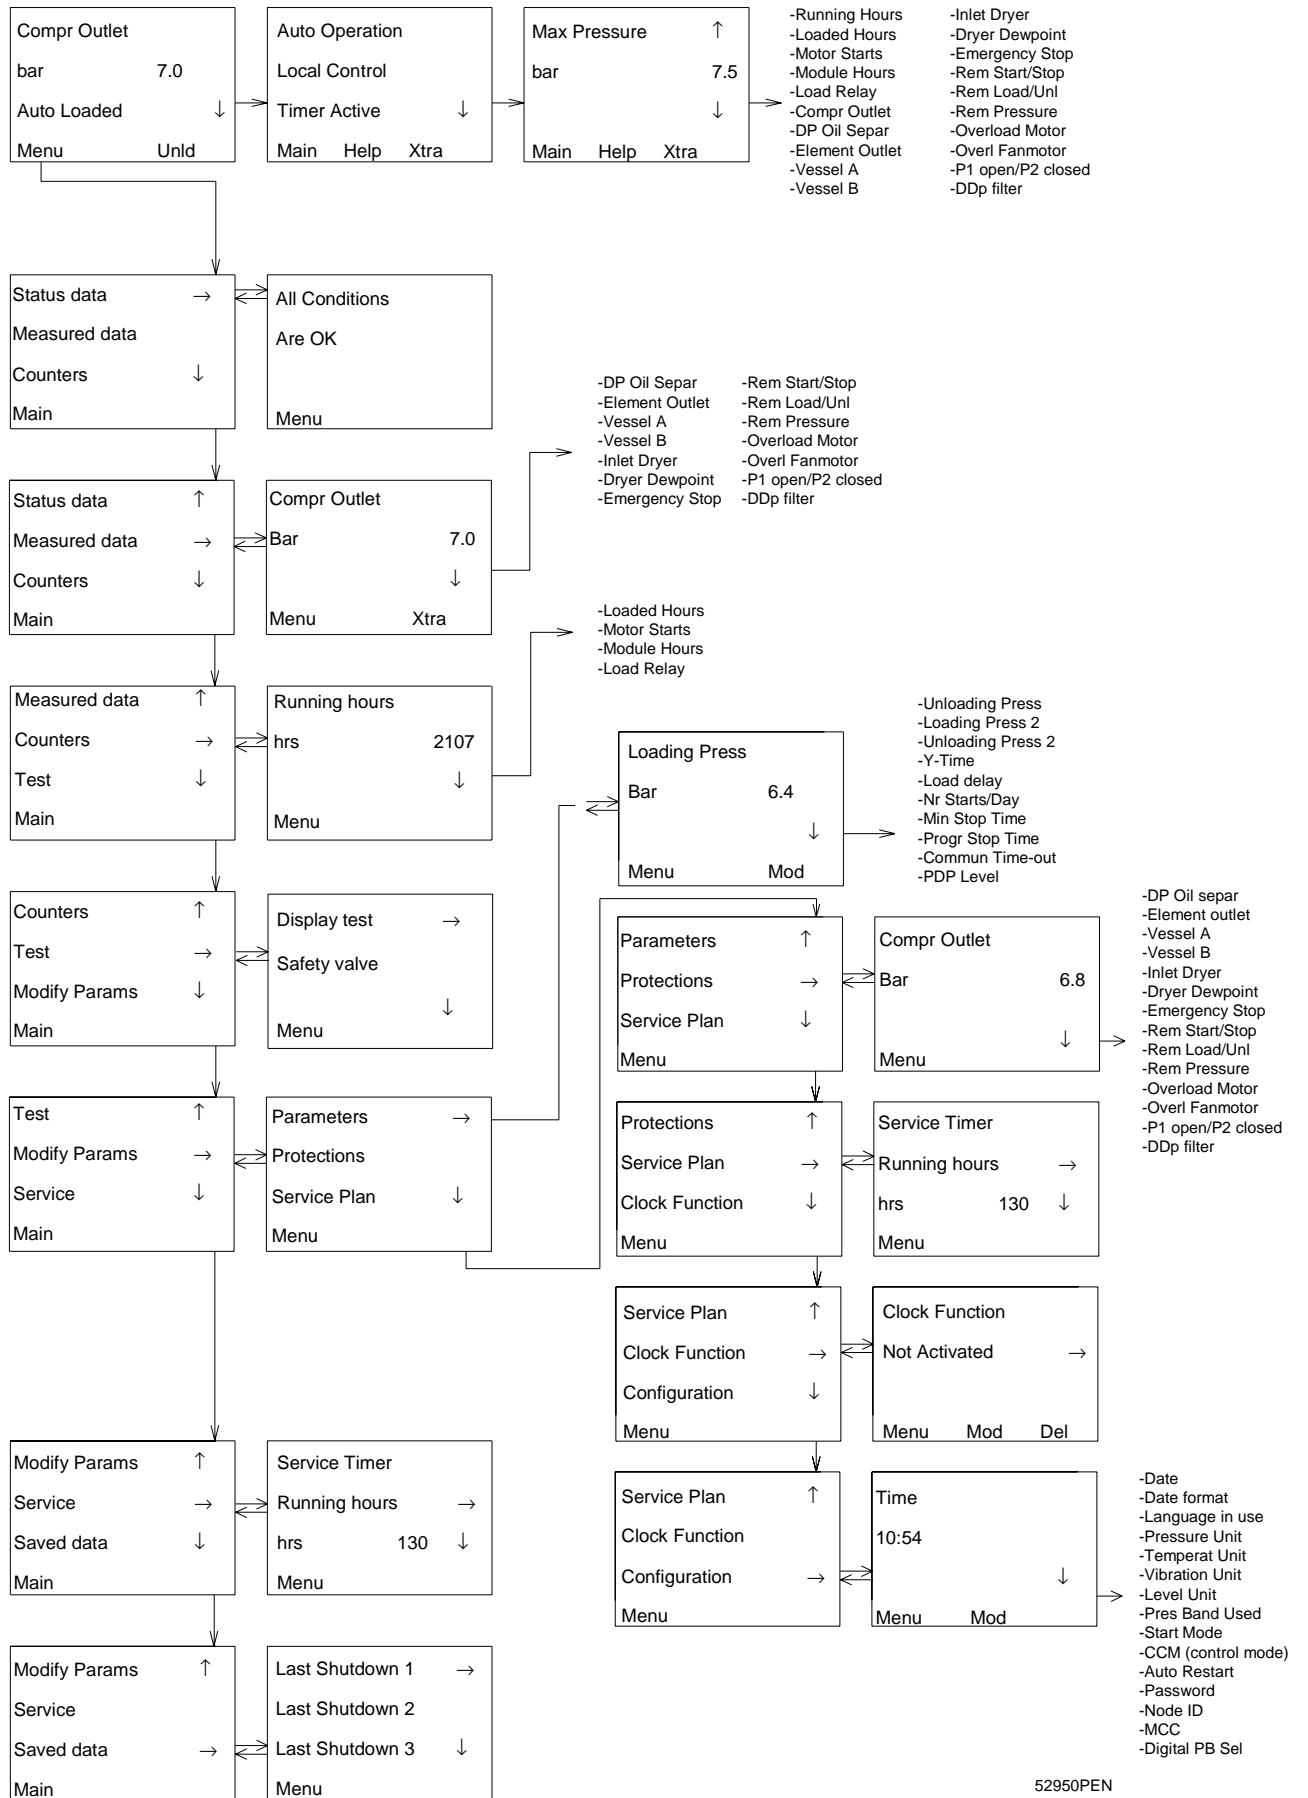 Compr Outlet
bar 7.0
Auto Loaded ↓
Menu Unld
Auto Operation
Local Control
Timer Active ↓
Main Help Xtra
Max Pressure ↑
bar 7.5
↓
Main Help Xtra
-Running Hours
-Loaded Hours
-Motor Starts
-Module Hours
-Load Relay
-Compr Outlet
-DP Oil Separ
-Element Outlet
-Vessel A
-Vessel B
-Inlet Dryer
-Dryer Dewpoint
-Emergency Stop
-Rem Start/Stop
-Rem Load/Unl
-Rem Pressure
-Overload Motor
-Overl Fanmotor
-P1 open/P2 closed
-DDp filter
Status data →
Measured data
Counters ↓
Main
All Conditions
Are OK
Menu
Status data ↑
Measured data →
Counters ↓
Main
Compr Outlet
Bar 7.0
↓
Menu Xtra
-DP Oil Separ
-Element Outlet
-Vessel A
-Vessel B
-Inlet Dryer
-Dryer Dewpoint
-Emergency Stop
-Rem Start/Stop
-Rem Load/Unl
-Rem Pressure
-Overload Motor
-Overl Fanmotor
-P1 open/P2 closed
-DDp filter
Measured data ↑
Counters →
Test ↓
Main
Running hours
hrs 2107
↓
Menu
-Loaded Hours
-Motor Starts
-Module Hours
-Load Relay
Loading Press
Bar 6.4
↓
Menu Mod
-Unloading Press
-Loading Press 2
-Unloading Press 2
-Y-Time
-Load delay
-Nr Starts/Day
-Min Stop Time
-Progr Stop Time
-Commun Time-out
-PDP Level
Counters ↑
Test →
Modify Params ↓
Main
Display test →
Safety valve
↓
Menu
Parameters ↑
Protections →
Service Plan ↓
Menu
Compr Outlet
Bar 6.8
↓
Menu
-DP Oil separ
-Element outlet
-Vessel A
-Vessel B
-Inlet Dryer
-Dryer Dewpoint
-Emergency Stop
-Rem Start/Stop
-Rem Load/Unl
-Rem Pressure
-Overload Motor
-Overl Fanmotor
-P1 open/P2 closed
-DDp filter
Test ↑
Modify Params →
Service ↓
Main
Parameters →
Protections
Service Plan ↓
Menu
Protections ↑
Service Plan →
Clock Function ↓
Menu
Service Timer
Running hours →
hrs 130 ↓
Menu
Service Plan ↑
Clock Function →
Configuration ↓
Menu
Clock Function
Not Activated →
Menu Mod Del
Modify Params ↑
Service →
Saved data ↓
Main
Service Timer
Running hours →
hrs 130 ↓
Menu
Service Plan ↑
Clock Function
Configuration →
Menu
Time
10:54
↓
Menu Mod
-Date
-Date format
-Language in use
-Pressure Unit
-Temperat Unit
-Vibration Unit
-Level Unit
-Pres Band Used
-Start Mode
-CCM (control mode)
-Auto Restart
-Password
-Node ID
-MCC
-Digital PB Sel
Modify Params ↑
Service
Saved data →
Main
Last Shutdown 1 →
Last Shutdown 2
Last Shutdown 3 ↓
Menu
52950PEN